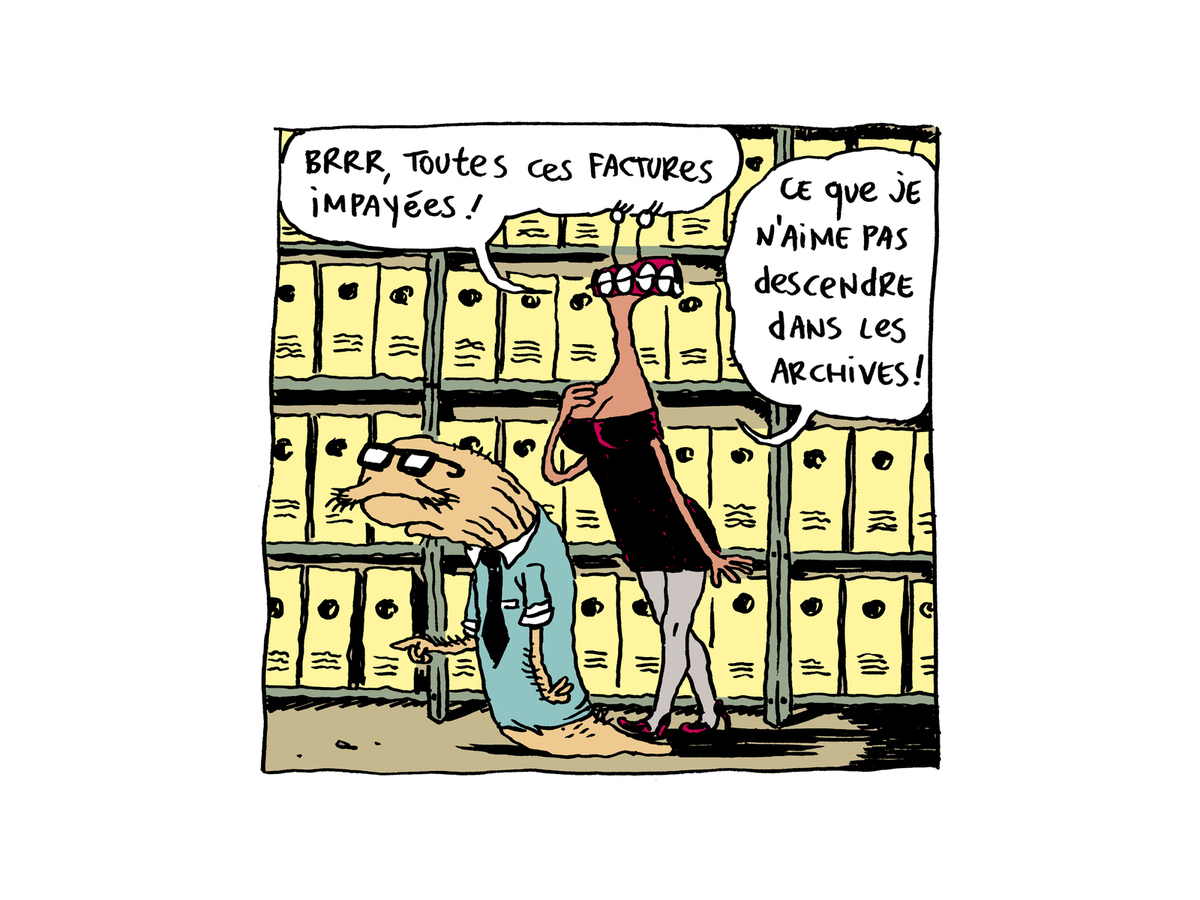 BRRR, TOUTES CES FACTURES
IMPAYÉES !
CE QUE JE
N'AIME PAS
DESCENDRE
DANS LES
ARCHIVES !